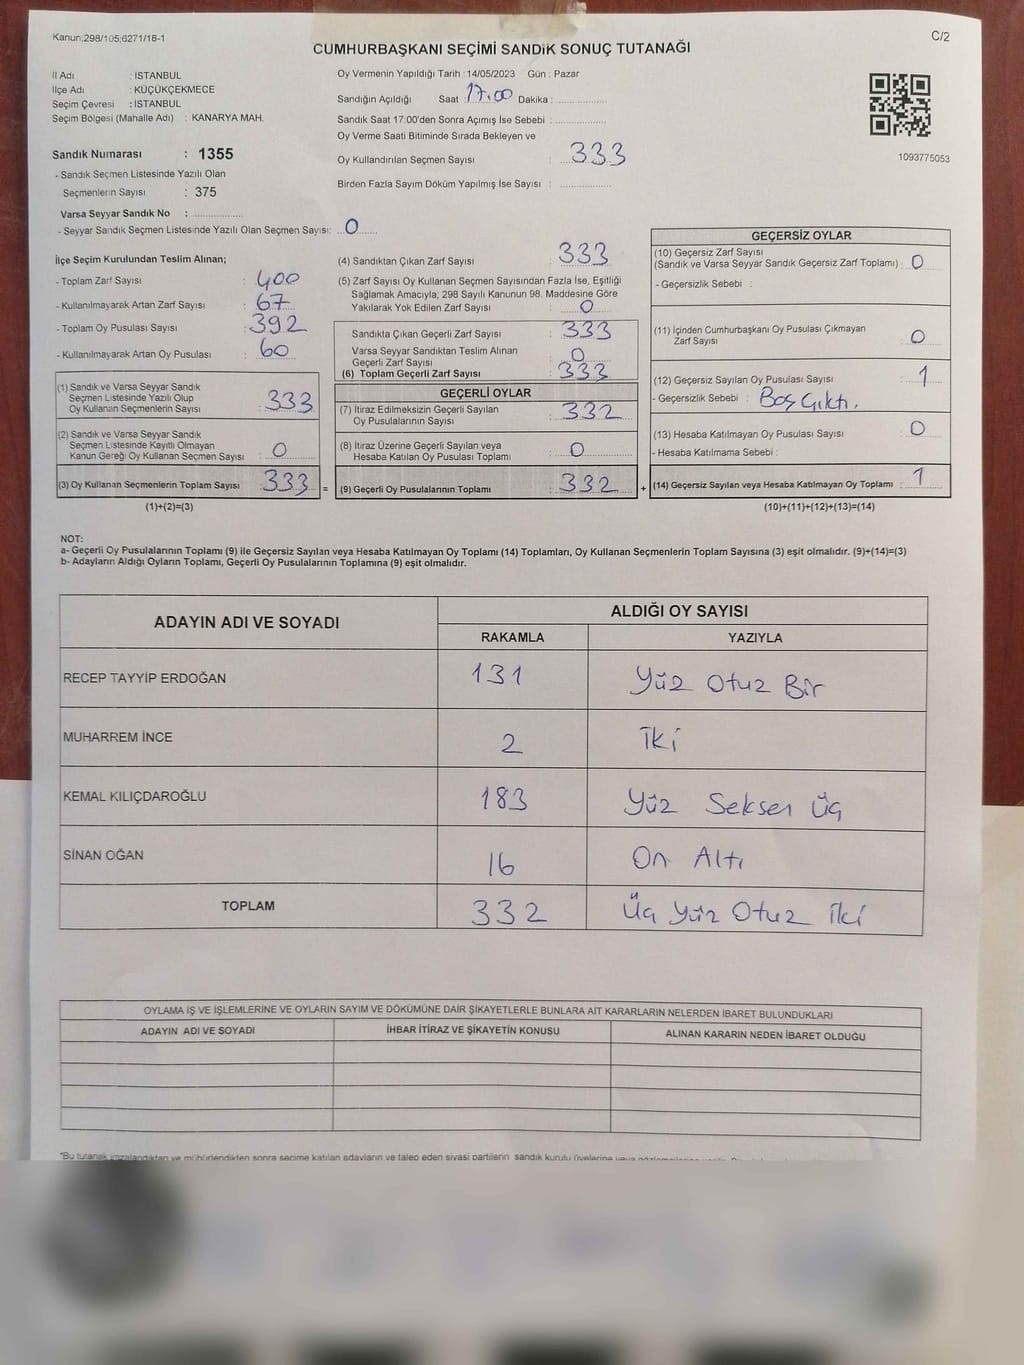 Kanun;298/105;6271/18-1
C/2
CUMHURBAŞKANI SEÇİMİ SANDIK SONUÇ TUTANAĞI
İl Adı : İSTANBUL
İlçe Adı : KÜÇÜKÇEKMECE
Seçim Çevresi : İSTANBUL
Seçim Bölgesi (Mahalle Adı) : KANARYA MAH.
Sandık Numarası : 1355
- Sandık Seçmen Listesinde Yazılı Olan
Seçmenlerin Sayısı : 375
Varsa Seyyar Sandık No : ....................
- Seyyar Sandık Seçmen Listesinde Yazılı Olan Seçmen Sayısı: 0
Oy Vermenin Yapıldığı Tarih :14/05/2023 Gün : Pazar
Sandığın Açıldığı Saat : 17.00 Dakika : ...............
Sandık Saat 17:00'den Sonra Açımış İse Sebebi : ...............
Oy Verme Saati Bitiminde Sırada Bekleyen ve
Oy Kullandırılan Seçmen Sayısı : 333
Birden Fazla Sayım Döküm Yapılmış İse Sayısı : ...............
1093775053
İlçe Seçim Kurulundan Teslim Alınan;
- Toplam Zarf Sayısı : 400
- Kullanılmayarak Artan Zarf Sayısı : 67
- Toplam Oy Pusulası Sayısı : 392
- Kullanılmayarak Artan Oy Pusulası : 60
(1) Sandık ve Varsa Seyyar Sandık
Seçmen Listesinde Yazılı Olup
Oy Kullanan Seçmenlerin Sayısı : 333
(2) Sandık ve Varsa Seyyar Sandık
Seçmen Listesinde Kayıtlı Olmayan
Kanun Gereği Oy Kullanan Seçmen Sayısı : 0
(3) Oy Kullanan Seçmenlerin Toplam Sayısı : 333 =
(1)+(2)=(3)
(4) Sandıktan Çıkan Zarf Sayısı : 333
(5) Zarf Sayısı Oy Kullanan Seçmen Sayısından Fazla İse, Eşitliği
Sağlamak Amacıyla; 298 Sayılı Kanunun 98. Maddesine Göre
Yakılarak Yok Edilen Zarf Sayısı : 0
Sandıkta Çıkan Geçerli Zarf Sayısı : 333
Varsa Seyyar Sandıktan Teslim Alınan
Geçerli Zarf Sayısı : 0
(6) Toplam Geçerli Zarf Sayısı : 333
GEÇERLİ OYLAR
(7) İtiraz Edilmeksizin Geçerli Sayılan
Oy Pusulalarının Sayısı : 332
(8) İtiraz Üzerine Geçerli Sayılan veya
Hesaba Katılan Oy Pusulası Toplamı : 0
(9) Geçerli Oy Pusulalarının Toplamı : 332 +
GEÇERSİZ OYLAR
(10) Geçersiz Zarf Sayısı
(Sandık ve Varsa Seyyar Sandık Geçersiz Zarf Toplamı) : 0
- Geçersizlik Sebebi :
(11) İçinden Cumhurbaşkanı Oy Pusulası Çıkmayan
Zarf Sayısı : 0
(12) Geçersiz Sayılan Oy Pusulası Sayısı : 1
- Geçersizlik Sebebi : Boş Çıktı.
(13) Hesaba Katılmayan Oy Pusulası Sayısı : 0
- Hesaba Katılmama Sebebi :
(14) Geçersiz Sayılan veya Hesaba Katılmayan Oy Toplamı : 1
(10)+(11)+(12)+(13)=(14)
NOT:
a- Geçerli Oy Pusulalarının Toplamı (9) ile Geçersiz Sayılan veya Hesaba Katılmayan Oy Toplamı (14) Toplamları, Oy Kullanan Seçmenlerin Toplam Sayısına (3) eşit olmalıdır. (9)+(14)=(3)
b- Adayların Aldığı Oyların Toplamı, Geçerli Oy Pusulalarının Toplamına (9) eşit olmalıdır.
ADAYIN ADI VE SOYADI ALDIĞI OY SAYISI
RAKAMLA YAZIYLA
RECEP TAYYİP ERDOĞAN 131 Yüz Otuz Bir
MUHARREM İNCE 2 İki
KEMAL KILIÇDAROĞLU 183 Yüz Seksen Üç
SİNAN OĞAN 16 On Altı
TOPLAM 332 Üç Yüz Otuz İki
OYLAMA İŞ VE İŞLEMLERİNE VE OYLARIN SAYIM VE DÖKÜMÜNE DAİR ŞİKAYETLERLE BUNLARA AİT KARARLARIN NELERDEN İBARET BULUNDUKLARI
ADAYIN ADI VE SOYADI İHBAR İTİRAZ VE ŞİKAYETİN KONUSU ALINAN KARARIN NEDEN İBARET OLDUĞU
*Bu tutanak imzalandıktan ve mühürlendikten sonra seçime katılan adayların ve talep eden siyasi partilerin sandık kurulu üyelerine veya